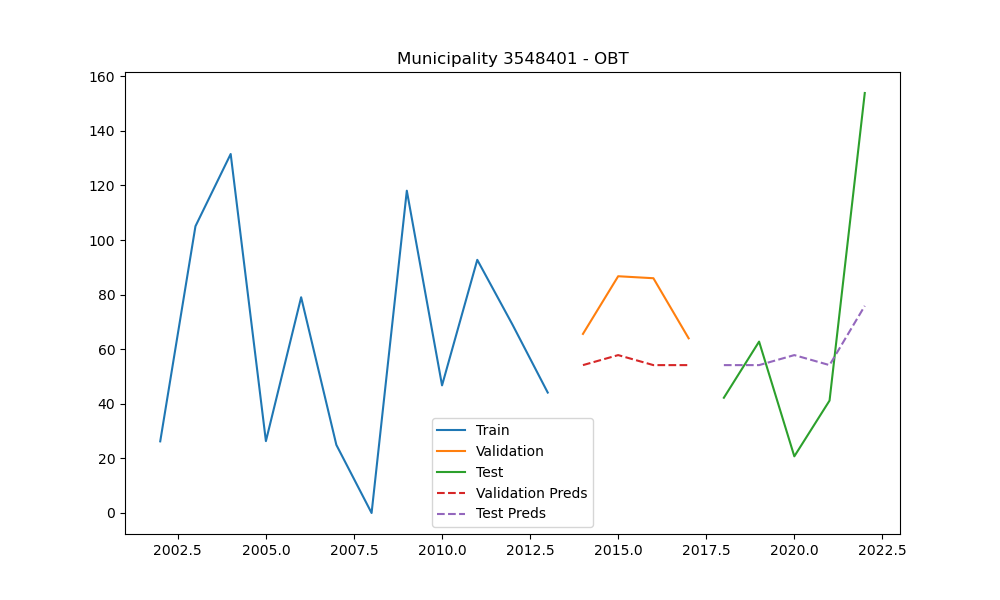 Municipality 3548401 - OBT
160
140
120
100
80
60
40
20
0
Train
Validation
Test
Validation Preds
Test Preds
2002.5 2005.0 2007.5 2010.0 2012.5 2015.0 2017.5 2020.0 2022.5